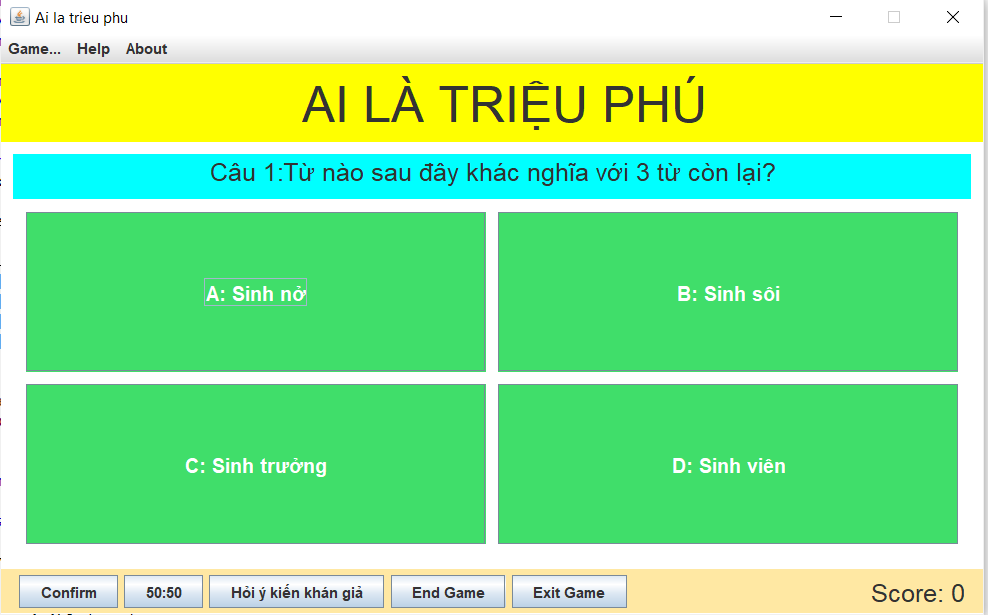 Ai la trieu phu
Game... Help About
AI LÀ TRIỆU PHÚ
Câu 1:Từ nào sau đây khác nghĩa với 3 từ còn lại?
A: Sinh nở
B: Sinh sôi
C: Sinh trưởng
D: Sinh viên
Confirm 50:50 Hỏi ý kiến khán giả End Game Exit Game Score: 0